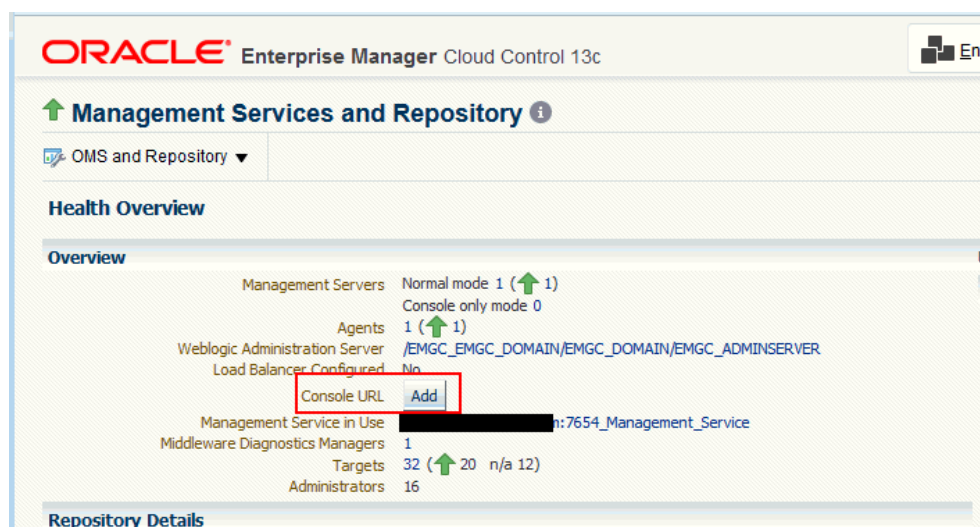 ORACLE Enterprise Manager Cloud Control 13c
En
Management Services and Repository
OMS and Repository
Health Overview
Overview
Management Servers Normal mode 1 ( 1)
Console only mode 0
Agents 1 ( 1)
Weblogic Administration Server /EMGC_EMGC_DOMAIN/EMGC_DOMAIN/EMGC_ADMINSERVER
Load Balancer Configured No
Console URL Add
Management Service in Use :7654_Management_Service
Middleware Diagnostics Managers 1
Targets 32 ( 20 n/a 12)
Administrators 16
Repository Details